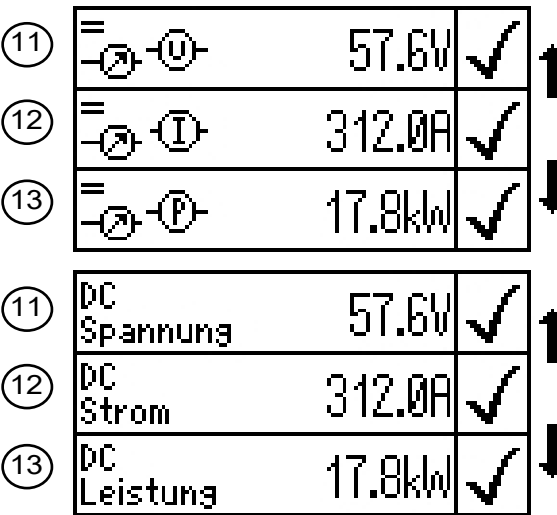 11 = U 57.6V
12 = I 312.0A
13 = P 17.8kW
11 DC
Spannung 57.6V
12 DC
Strom 312.0A
13 DC
Leistung 17.8kW